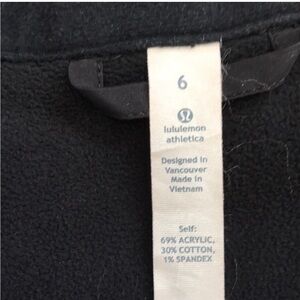 6
lululemon
athletica
Designed in
Vancouver
Made in
Vietnam
Self:
69% ACRYLIC,
30% COTTON,
1% SPANDEX